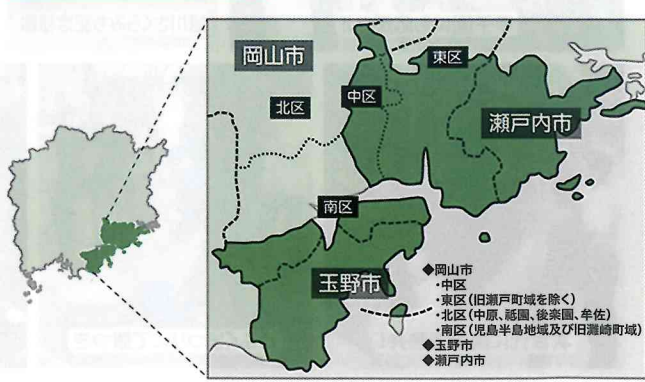 岡山市
東区
北区
中区
瀬戸内市
南区
玉野市
◆岡山市
・中区
・東区(旧瀬戸町域を除く)
・北区(中原、祗園、後楽園、牟佐)
・南区(児島半島地域及び旧灘崎町域)
◆玉野市
◆瀬戸内市